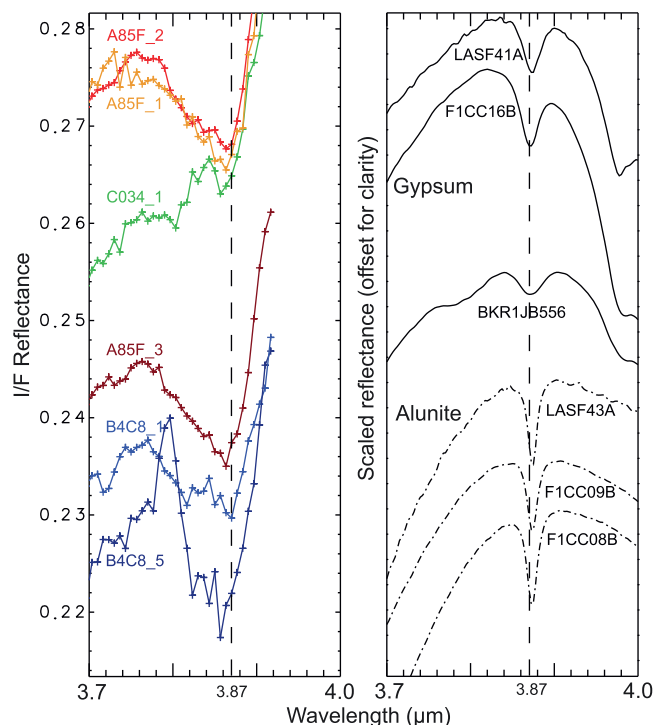 I/F Reflectance
0.28
0.27
0.26
0.25
0.24
0.23
0.22
A85F_2
A85F_1
C034_1
A85F_3
B4C8_1
B4C8_5
3.7
3.87
4.0
Scaled reflectance (offset for clarity)
LASF41A
F1CC16B
Gypsum
BKR1JB556
Alunite
LASF43A
F1CC09B
F1CC08B
3.7
3.87
4.0
Wavelength (µm)